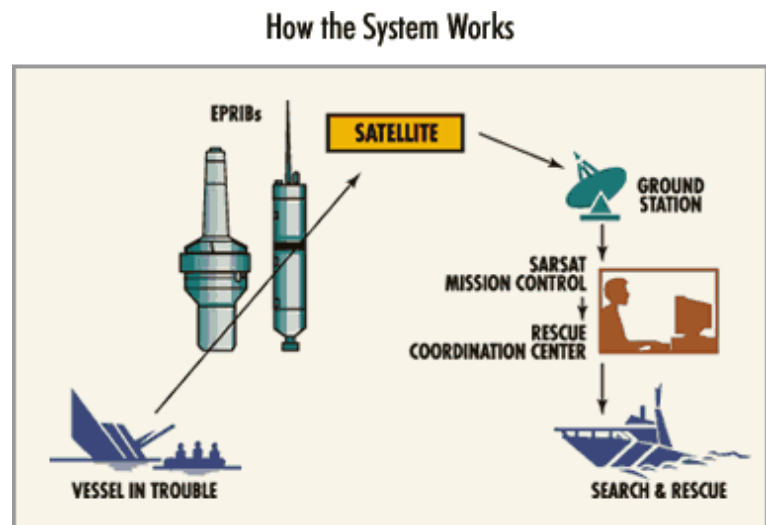 How the System Works
EPRIBs
SATELLITE
GROUND
STATION
SARSAT
MISSION CONTROL
RESCUE
COORDINATION CENTER
VESSEL IN TROUBLE
SEARCH & RESCUE